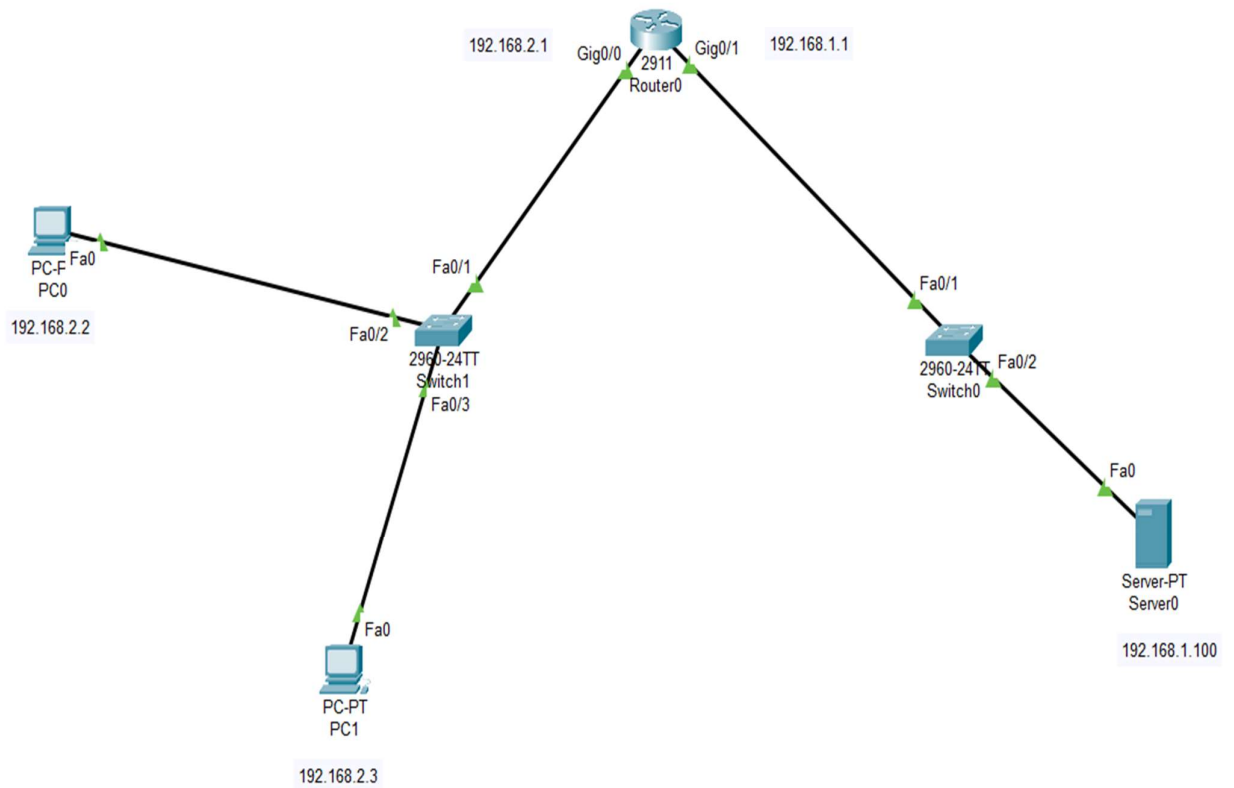 192.168.2.1
Gig0/0
2911
Router0
Gig0/1
192.168.1.1
Fa0
PC-F
PC0
192.168.2.2
Fa0/1
Fa0/2
2960-24TT
Switch1
Fa0/3
Fa0/1
2960-24TT
Switch0
Fa0/2
Fa0
Server-PT
Server0
192.168.1.100
Fa0
PC-PT
PC1
192.168.2.3